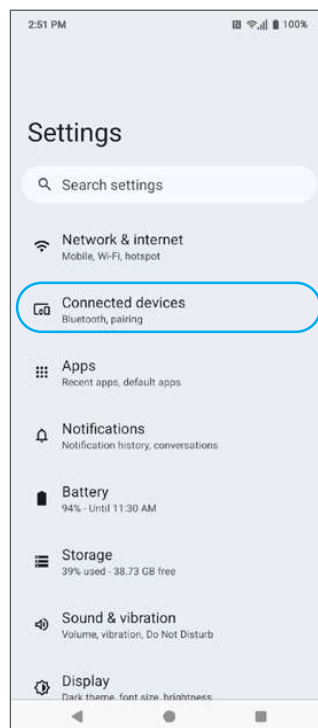 2:51 PM 100%
Settings
Search settings
Network & internet
Mobile, Wi-Fi, hotspot
Connected devices
Bluetooth, pairing
Apps
Recent apps, default apps
Notifications
Notification history, conversations
Battery
94% - Until 11:30 AM
Storage
39% used - 38.73 GB free
Sound & vibration
Volume, vibration, Do Not Disturb
Display
Dark theme, font size, brightness